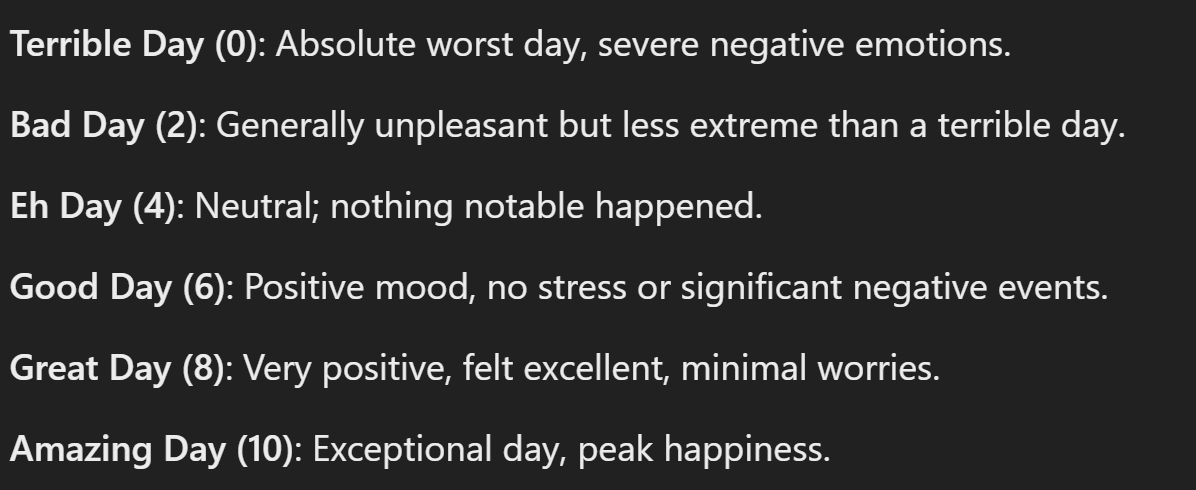 Terrible Day (0): Absolute worst day, severe negative emotions.
Bad Day (2): Generally unpleasant but less extreme than a terrible day.
Eh Day (4): Neutral; nothing notable happened.
Good Day (6): Positive mood, no stress or significant negative events.
Great Day (8): Very positive, felt excellent, minimal worries.
Amazing Day (10): Exceptional day, peak happiness.